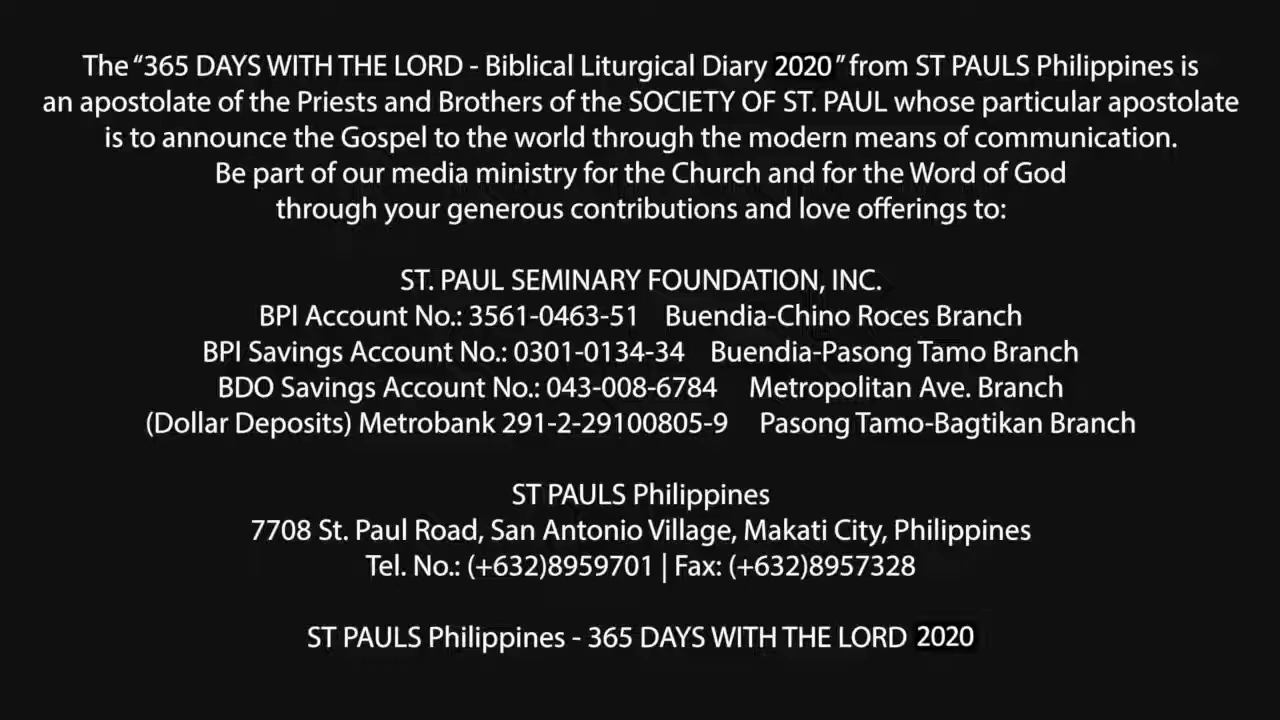 The “365 DAYS WITH THE LORD - Biblical Liturgical Diary 2020” from ST PAULS Philippines is
an apostolate of the Priests and Brothers of the SOCIETY OF ST. PAUL whose particular apostolate
is to announce the Gospel to the world through the modern means of communication.
Be part of our media ministry for the Church and for the Word of God
through your generous contributions and love offerings to:
ST. PAUL SEMINARY FOUNDATION, INC.
BPI Account No.: 3561-0463-51 Buendia-Chino Roces Branch
BPI Savings Account No.: 0301-0134-34 Buendia-Pasong Tamo Branch
BDO Savings Account No.: 043-008-6784 Metropolitan Ave. Branch
(Dollar Deposits) Metrobank 291-2-29100805-9 Pasong Tamo-Bagtikan Branch
ST PAULS Philippines
7708 St. Paul Road, San Antonio Village, Makati City, Philippines
Tel. No.: (+632)8959701 | Fax: (+632)8957328
ST PAULS Philippines - 365 DAYS WITH THE LORD 2020